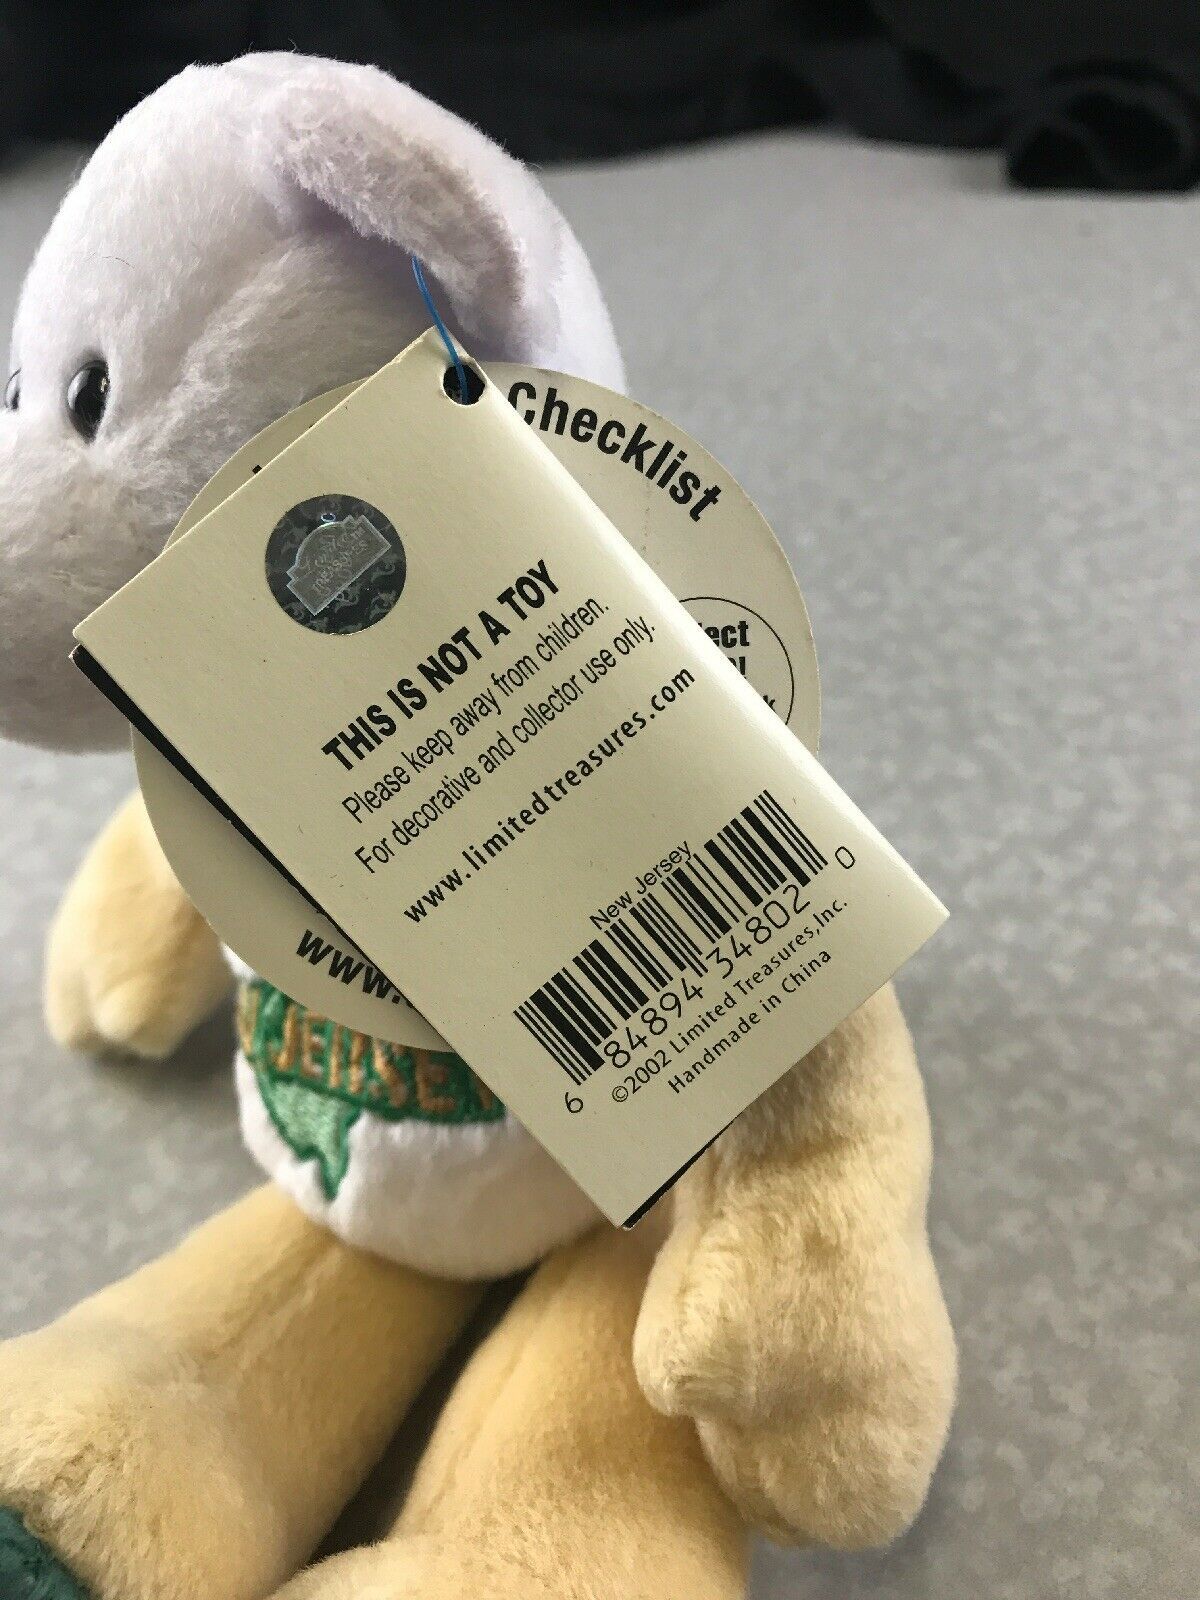 Checklist
THIS IS NOT A TOY
Please keep away from children.
For decorative and collector use only.
www.limitedtreasures.com
New Jersey
6 84894 34802 0
©2002 Limited Treasures, Inc.
Handmade in China
www.
JERSE